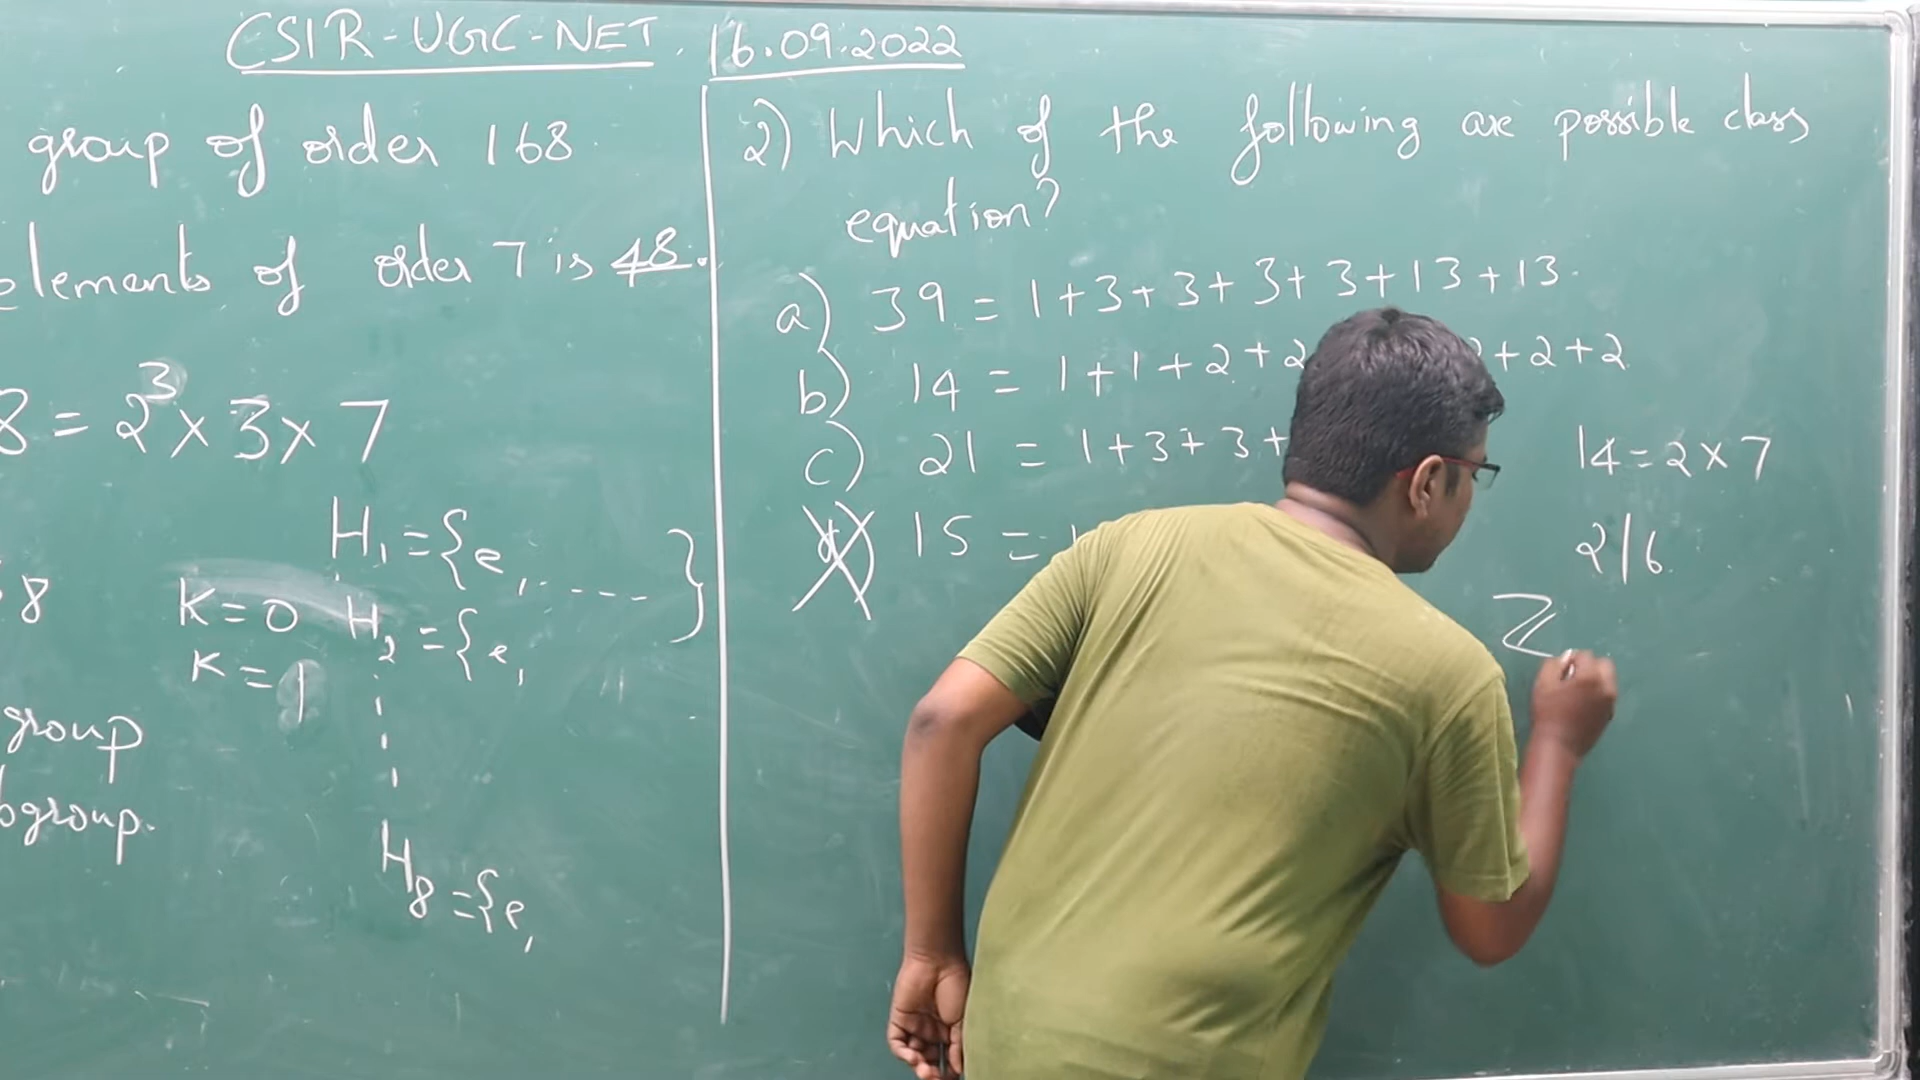 CSIR-UGC-NET. 16.09.2022
group of order 168.
elements of order 7 is 48.
8 = 2³ × 3 × 7
H₁ = {e, .... }
8
K = 0 H₂ = {e,
K = 1
group
bgroup.
H₈ = {e,
2) Which of the following are possible class
equation?
a) 39 = 1+3+3+3+3+13+13.
b) 14 = 1+1+2+2 +2+2
c) 21 = 1+3+3+
14 = 2 × 7
15 =
2|6.
Z